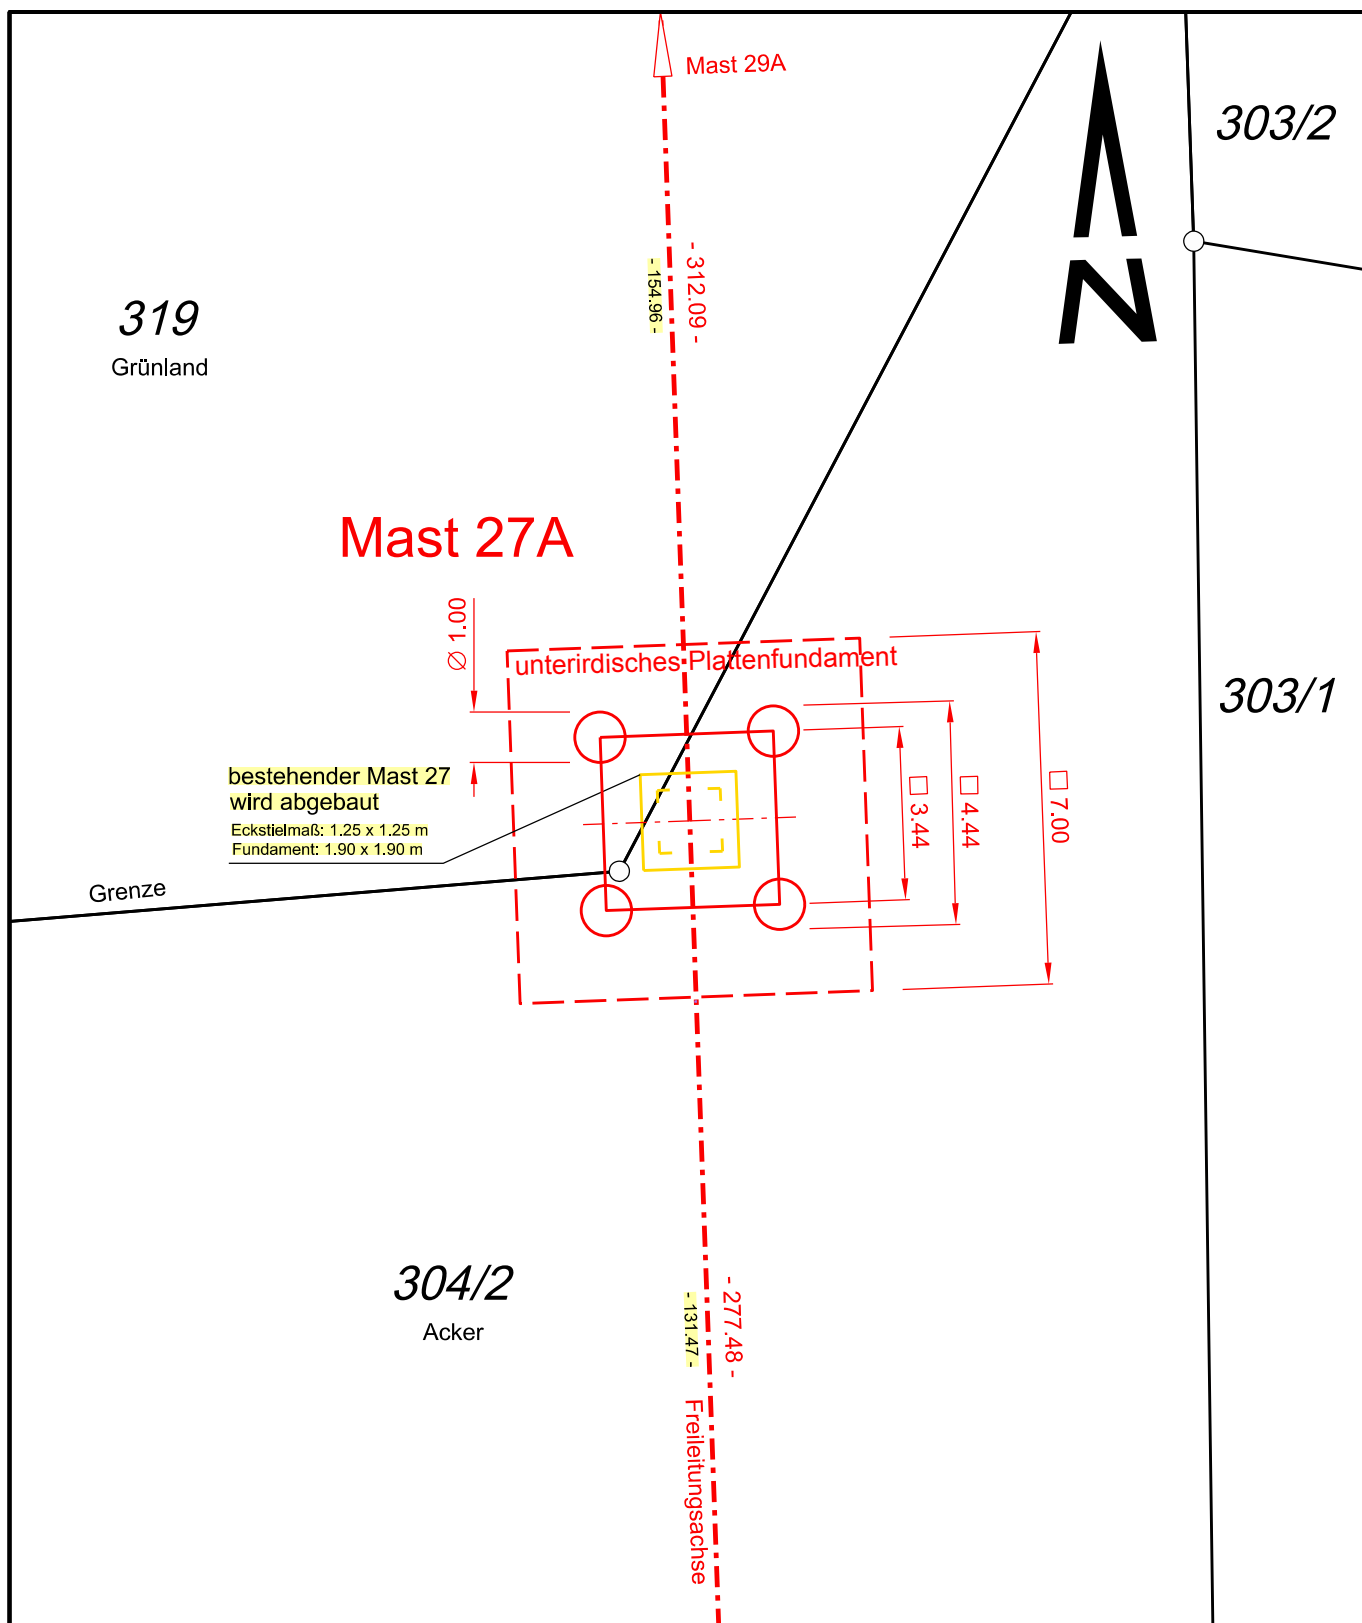 Mast 29A
303/2
N
- 312.09 -
- 154.96 -
319
Grünland
Mast 27A
Ø 1.00
unterirdisches Plattenfundament
303/1
bestehender Mast 27
wird abgebaut
Eckstielmaß: 1.25 x 1.25 m
Fundament: 1.90 x 1.90 m
□ 3.44
□ 4.44
□ 7.00
Grenze
304/2
Acker
- 277.48 -
- 131.47 -
Freileitungsachse